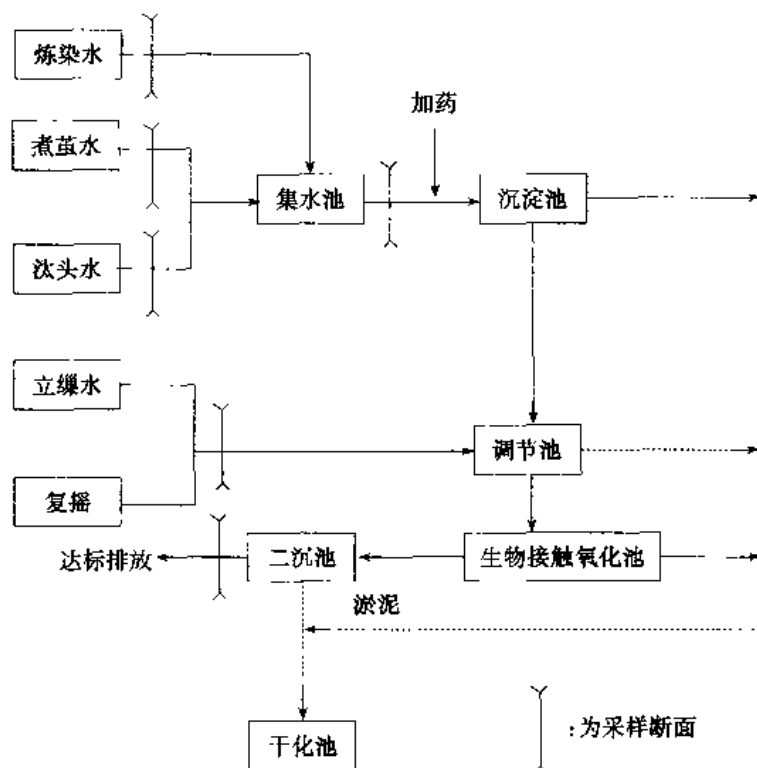 炼染水
加药
煮茧水
集水池
沉淀池
汰头水
立缫水
调节池
复摇
达标排放
二沉池
生物接触氧化池
淤泥
干化池
:为采样断面